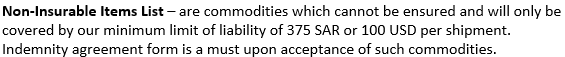 Non-Insurable Items List – are commodities which cannot be ensured and will only be
covered by our minimum limit of liability of 375 SAR or 100 USD per shipment.
Indemnity agreement form is a must upon acceptance of such commodities.